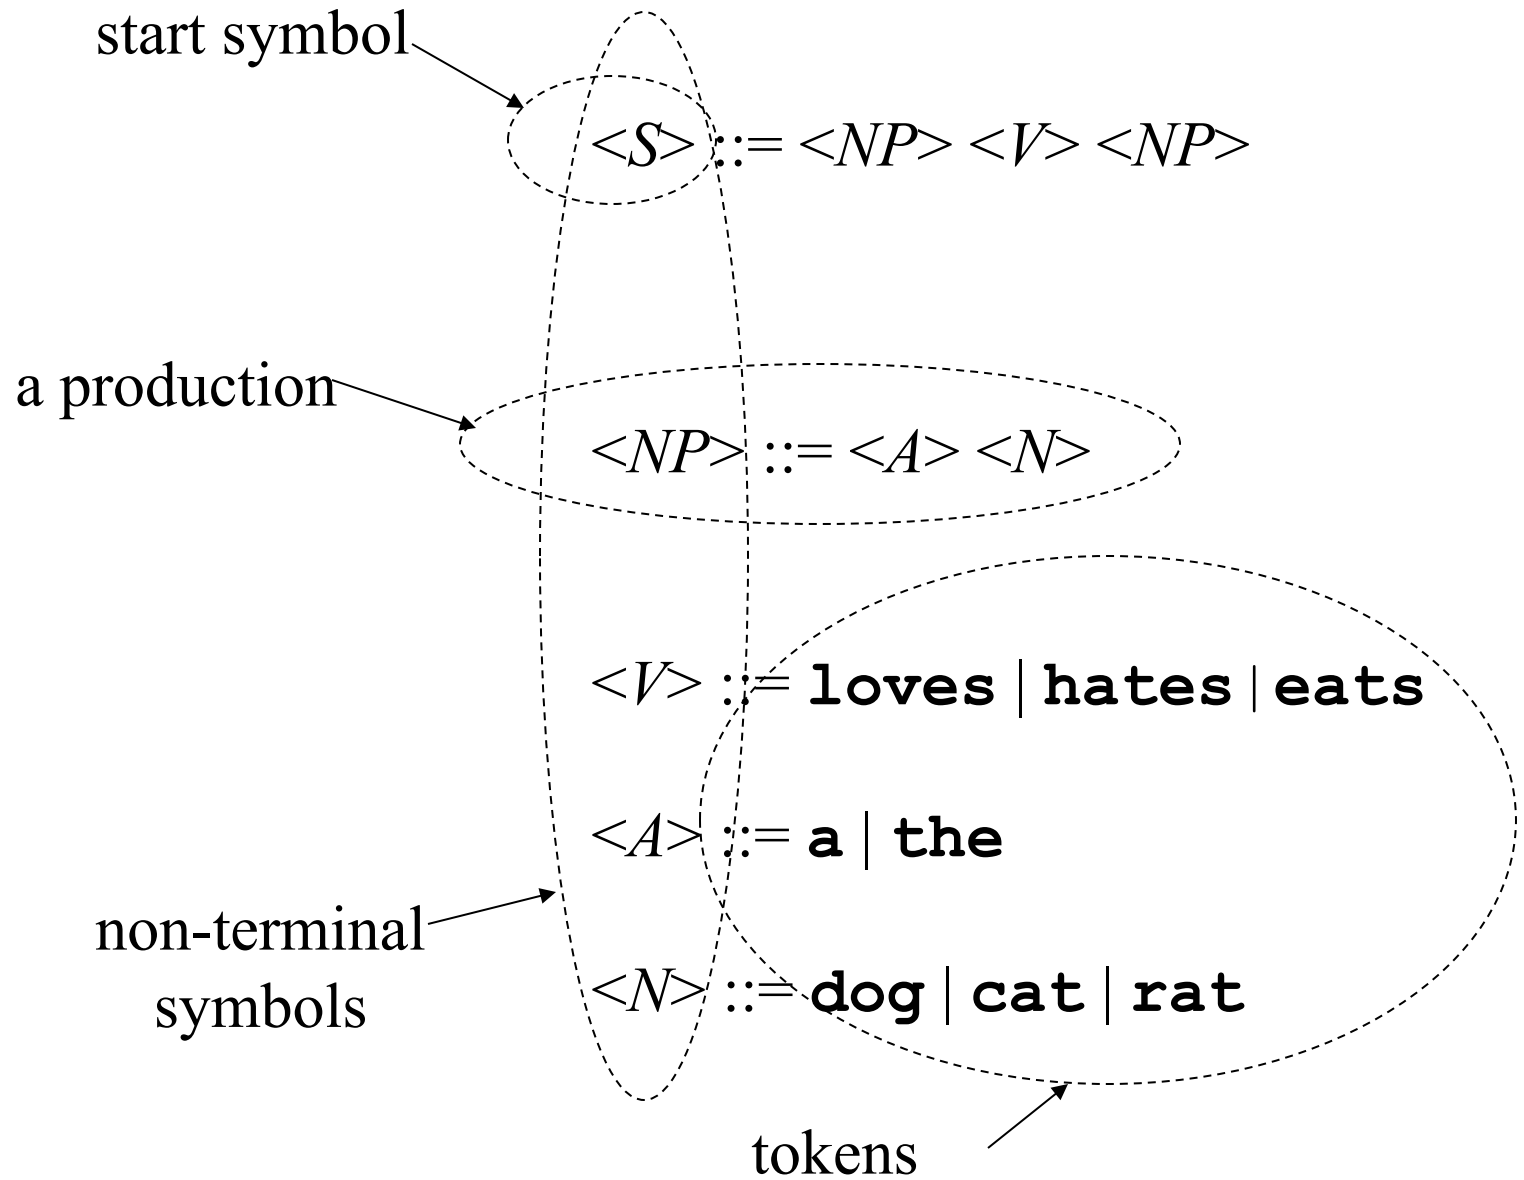 start symbol
<S> ::= <NP> <V> <NP>
a production
<NP> ::= <A> <N>
<V> ::= loves | hates | eats
<A> ::= a | the
non-terminal
symbols
<N> ::= dog | cat | rat
tokens